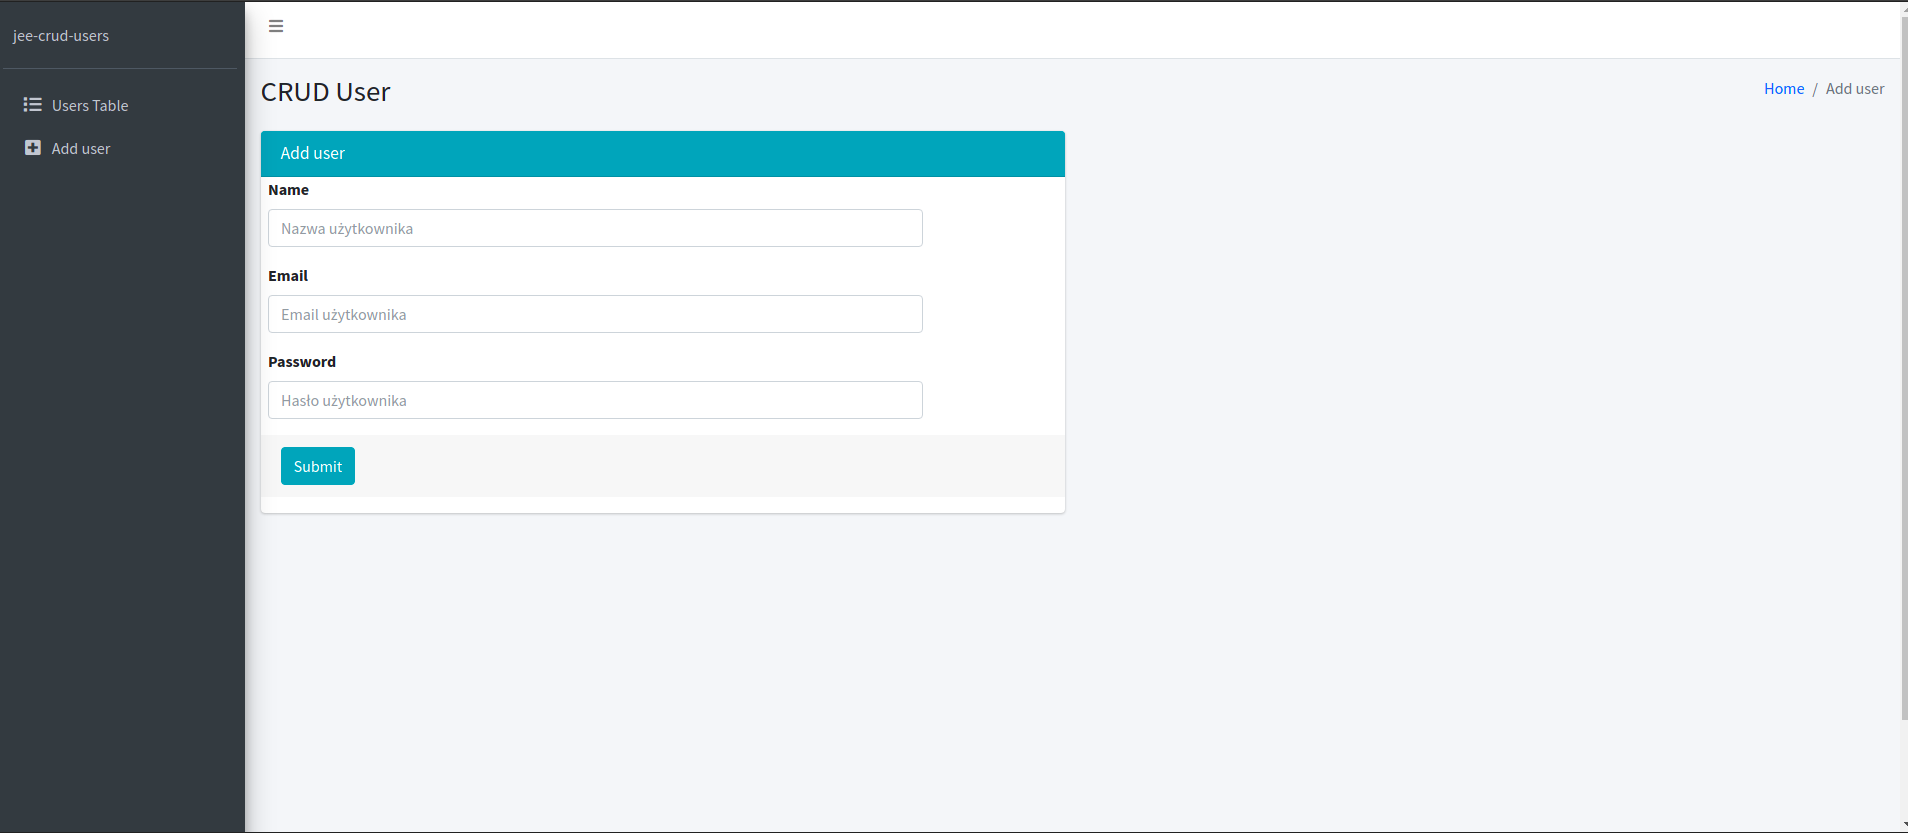 jee-crud-users
Users Table
Add user
CRUD User
Home / Add user
Add user
Name
Nazwa użytkownika
Email
Email użytkownika
Password
Hasło użytkownika
Submit